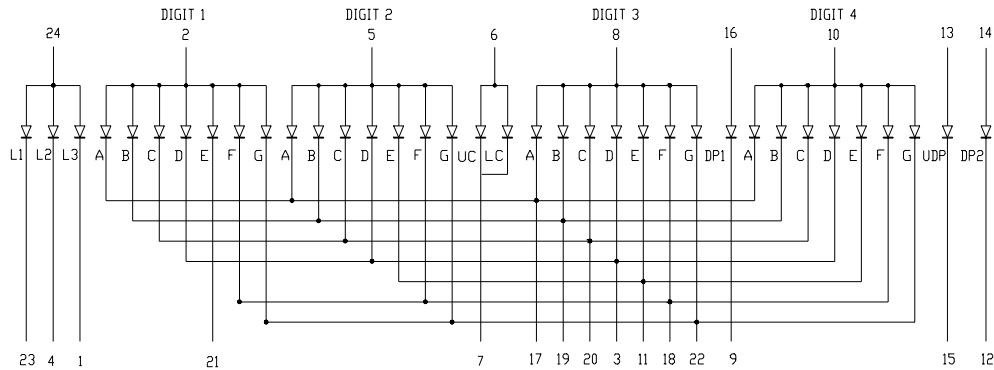 DIGIT 1 DIGIT 2 DIGIT 3 DIGIT 4
24 2 5 6 8 16 10 13 14
L1 L2 L3 A B C D E F G A B C D E F G UC LC A B C D E F G DP1 A B C D E F G UDP DP2
23 4 1 21 7 17 19 20 3 11 18 22 9 15 12